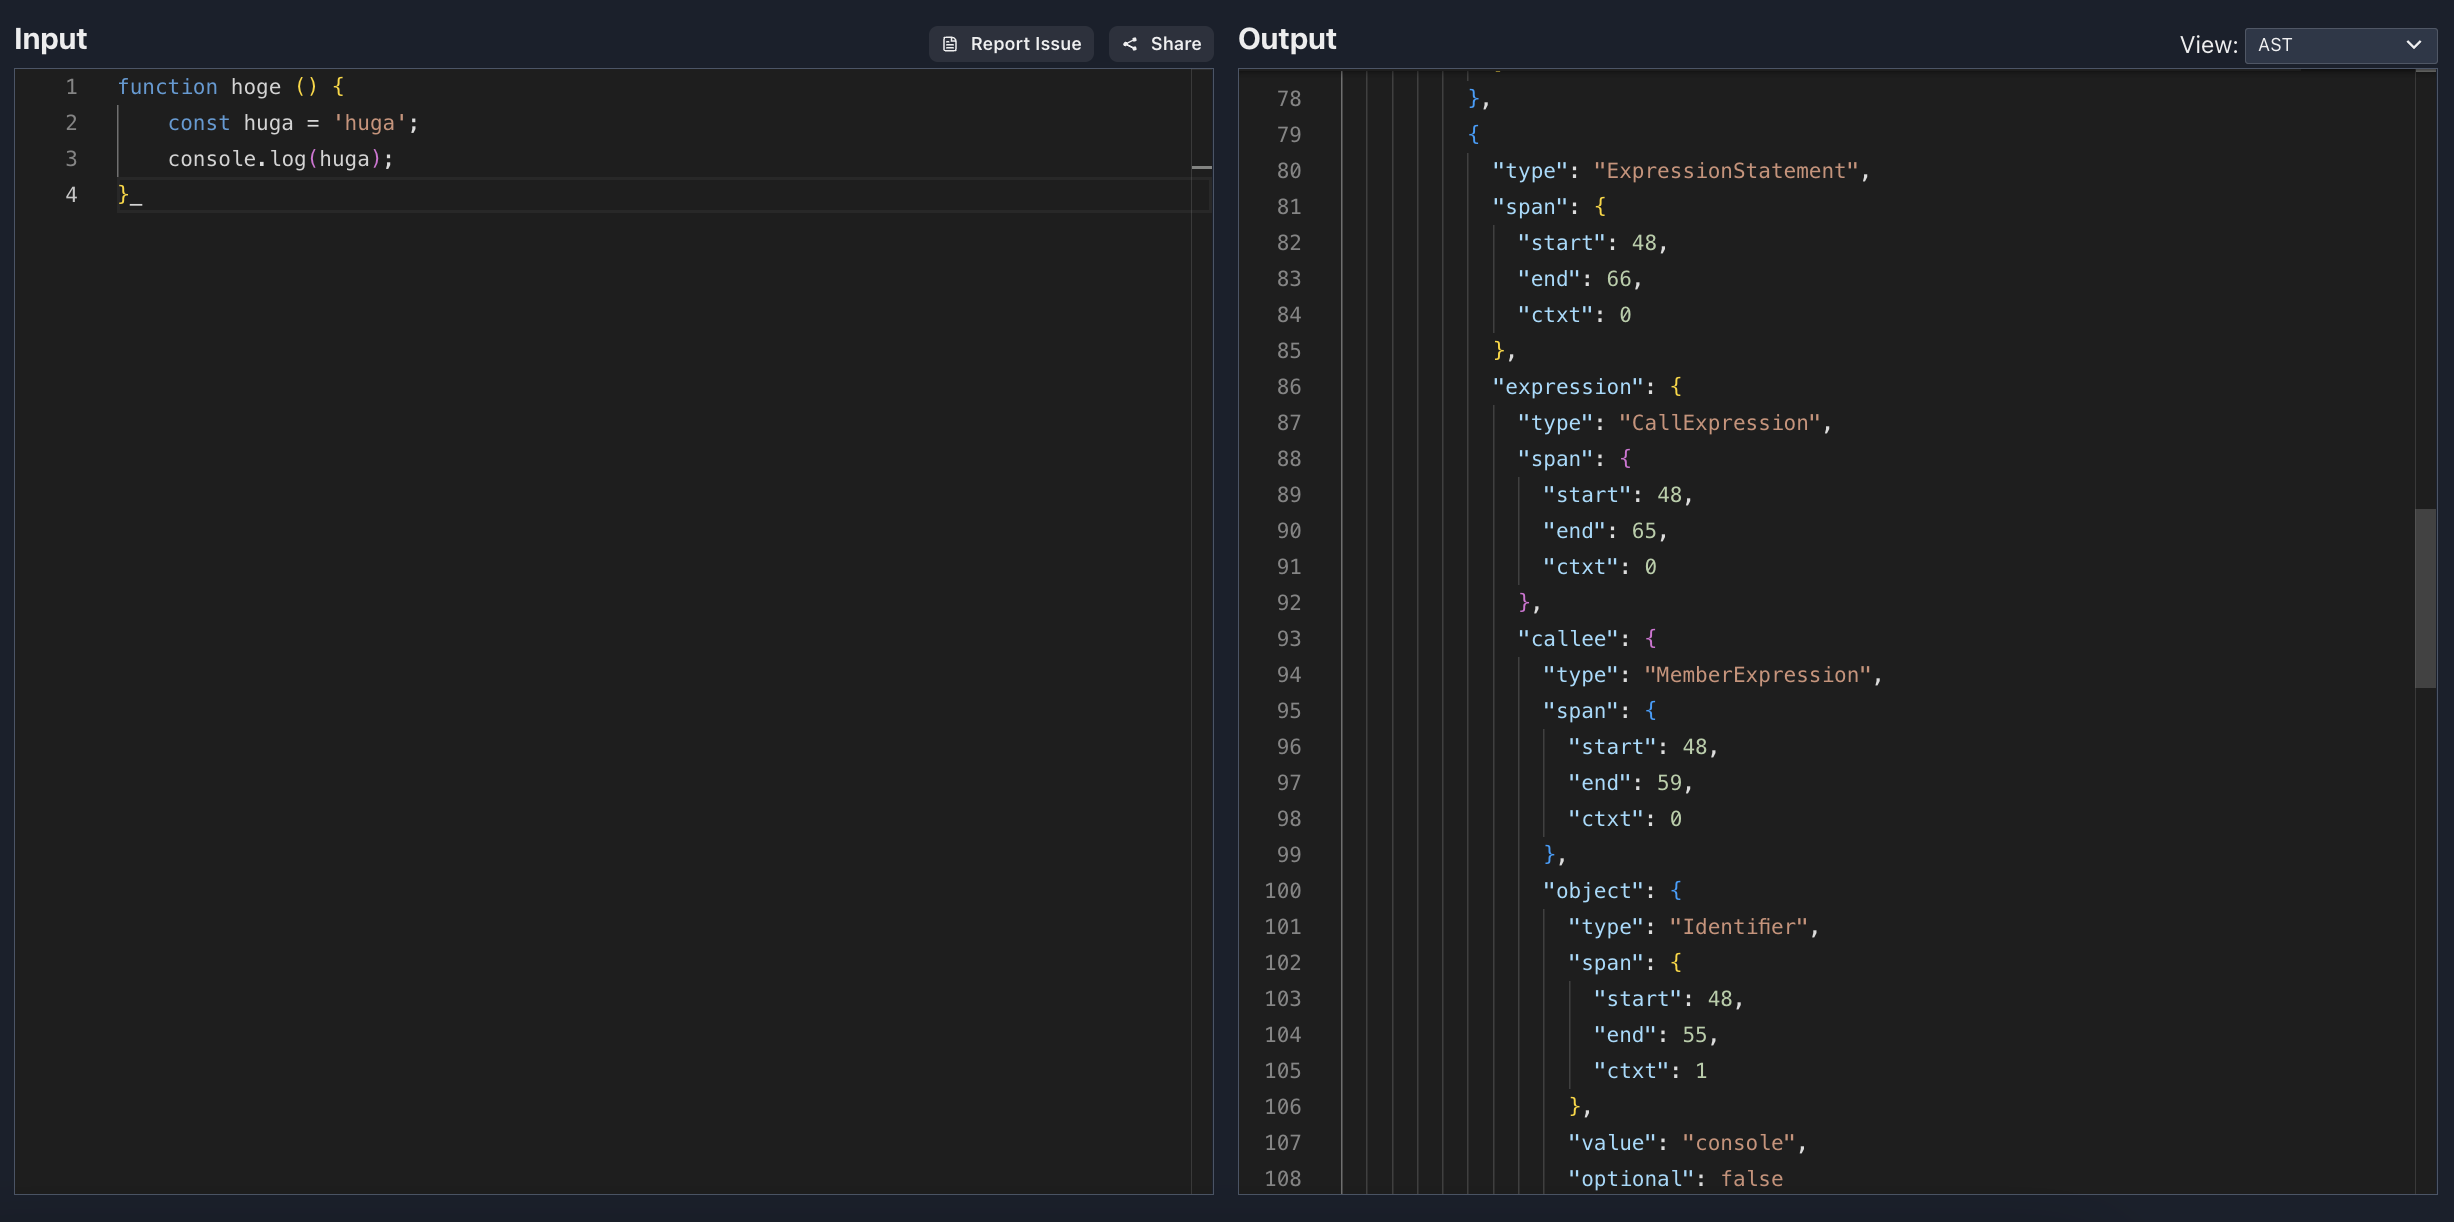 Input
Report Issue
Share
1 function hoge () {
2     const huga = 'huga';
3     console.log(huga);
4 }_
Output
View: AST
78 },
79 {
80 "type": "ExpressionStatement",
81 "span": {
82 "start": 48,
83 "end": 66,
84 "ctxt": 0
85 },
86 "expression": {
87 "type": "CallExpression",
88 "span": {
89 "start": 48,
90 "end": 65,
91 "ctxt": 0
92 },
93 "callee": {
94 "type": "MemberExpression",
95 "span": {
96 "start": 48,
97 "end": 59,
98 "ctxt": 0
99 },
100 "object": {
101 "type": "Identifier",
102 "span": {
103 "start": 48,
104 "end": 55,
105 "ctxt": 1
106 },
107 "value": "console",
108 "optional": false